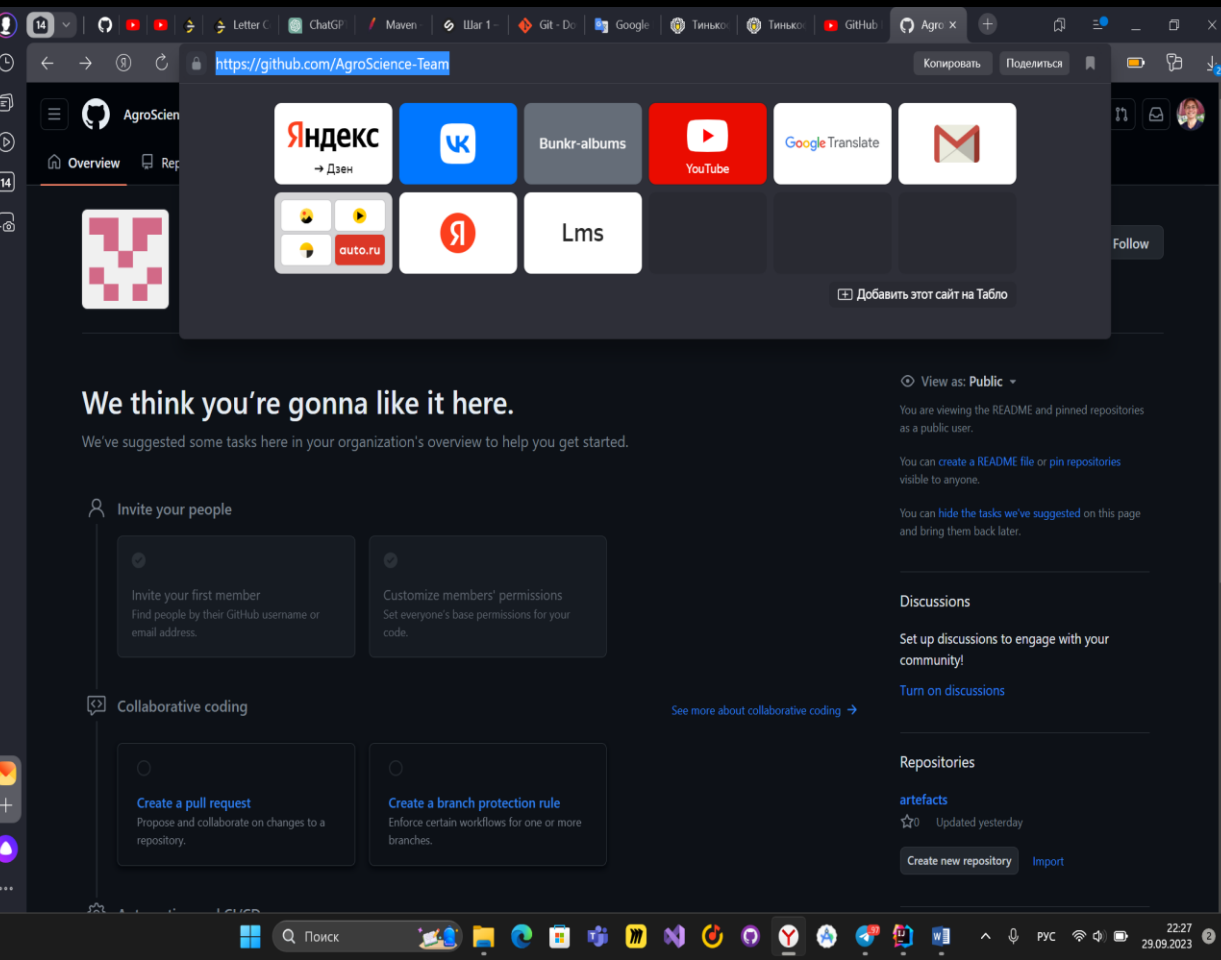 14
Letter C
ChatGPT
Maven -
Шаг 1 -
Git - Do
Google
Тинько
Тинько
GitHub
Agro
Я
https://github.com/AgroScience-Team
Копировать
Поделиться
2
AgroScien
Overview
Rep
14
Яндекс
→ Дзен
Bunkr-albums
YouTube
Google Translate
auto.ru
Я
Lms
Добавить этот сайт на Табло
Follow
We think you're gonna like it here.
We've suggested some tasks here in your organization's overview to help you get started.
View as: Public
You are viewing the README and pinned repositories
as a public user.
You can create a README file or pin repositories
visible to anyone.
You can hide the tasks we've suggested on this page
and bring them back later.
Invite your people
Invite your first member
Find people by their GitHub username or
email address.
Customize members' permissions
Set everyone's base permissions for your
code.
Discussions
Set up discussions to engage with your
community!
Turn on discussions
Collaborative coding
See more about collaborative coding →
Create a pull request
Propose and collaborate on changes to a
repository.
Create a branch protection rule
Enforce certain workflows for one or more
branches.
Repositories
artefacts
0 Updated yesterday
Create new repository
Import
Поиск
97
РУС
22:27
29.09.2023
2